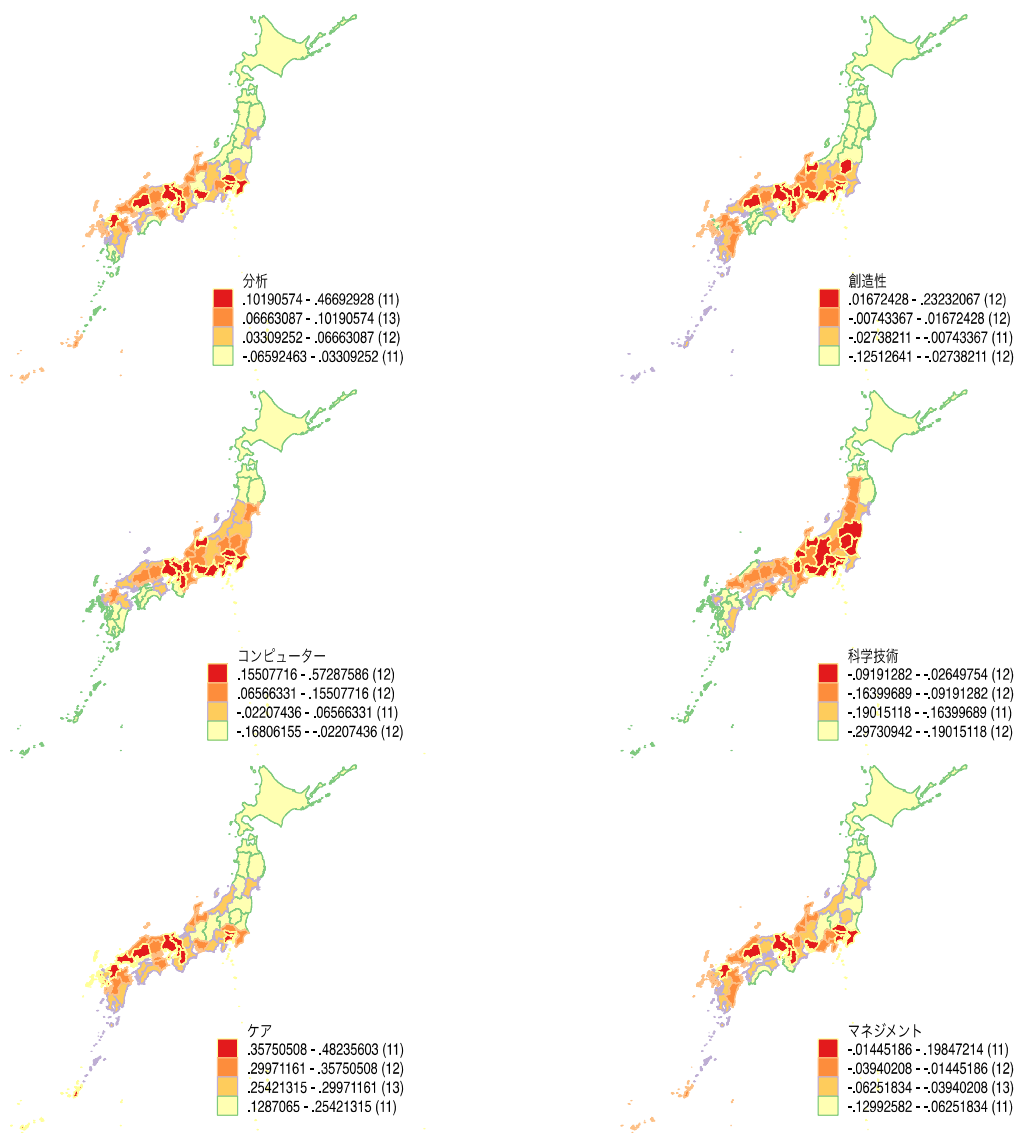 分析
.10190574 - .46692928 (11)
.06663087 - .10190574 (13)
.03309252 - .06663087 (12)
-.06592463 - .03309252 (11)
創造性
.01672428 - .23232067 (12)
-.00743367 - .01672428 (12)
-.02738211 - -.00743367 (11)
-.12512641 - -.02738211 (12)
コンピューター
.15507716 - .57287586 (12)
.06566331 - .15507716 (12)
-.02207436 - .06566331 (11)
-.16806155 - -.02207436 (12)
科学技術
-.09191282 - -.02649754 (12)
-.16399689 - -.09191282 (12)
-.19015118 - -.16399689 (11)
-.29730942 - -.19015118 (12)
ケア
.35750508 - .48235603 (11)
.29971161 - .35750508 (12)
.25421315 - .29971161 (13)
.1287065 - .25421315 (11)
マネジメント
-.01445186 - .19847214 (11)
-.03940208 - -.01445186 (12)
-.06251834 - -.03940208 (13)
-.12992582 - -.06251834 (11)